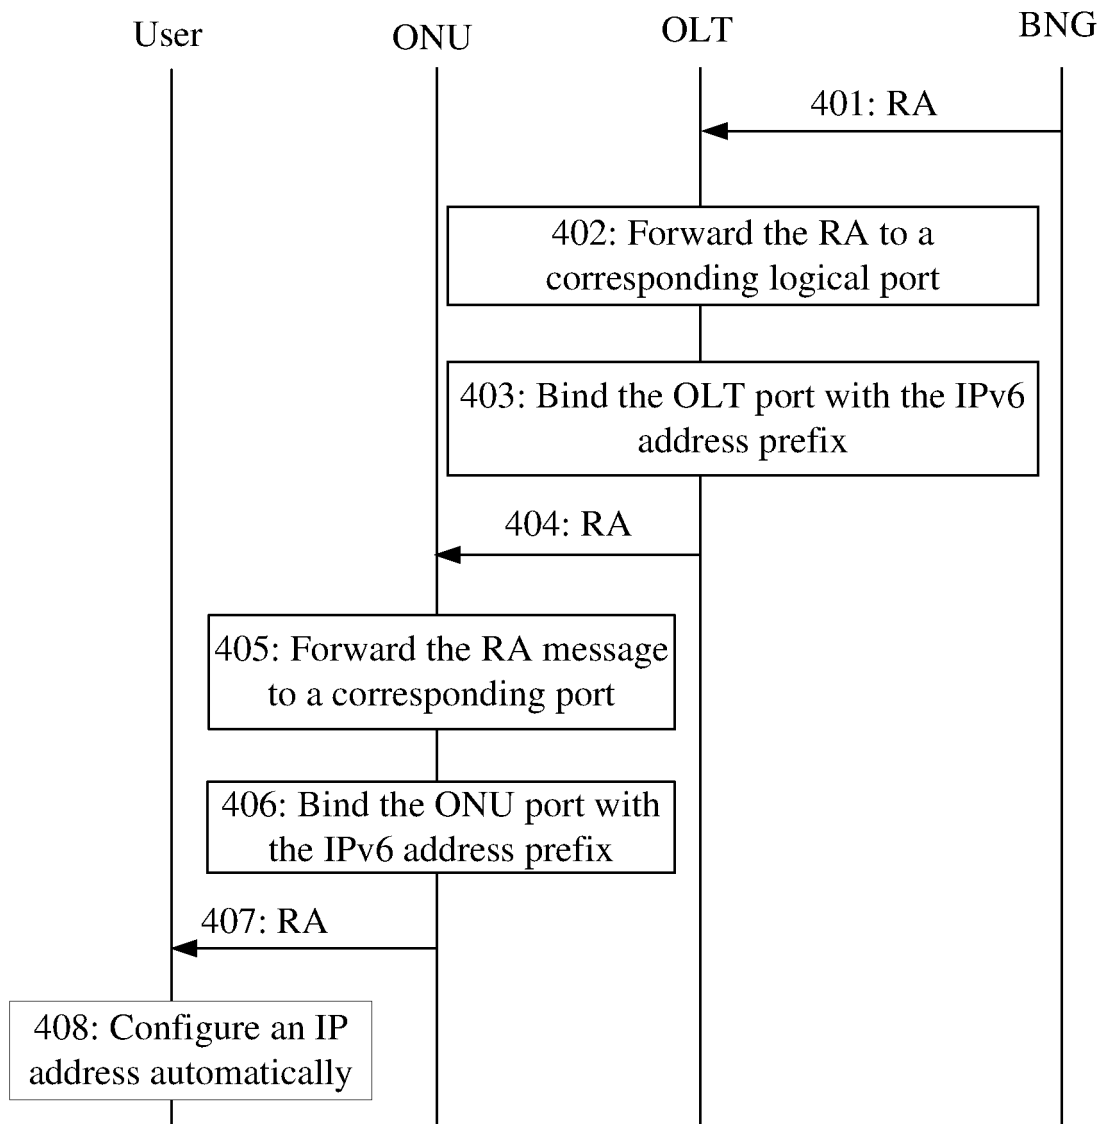 User
ONU
OLT
BNG
401: RA
402: Forward the RA to a
corresponding logical port
403: Bind the OLT port with the IPv6
address prefix
404: RA
405: Forward the RA message
to a corresponding port
406: Bind the ONU port with
the IPv6 address prefix
407: RA
408: Configure an IP
address automatically